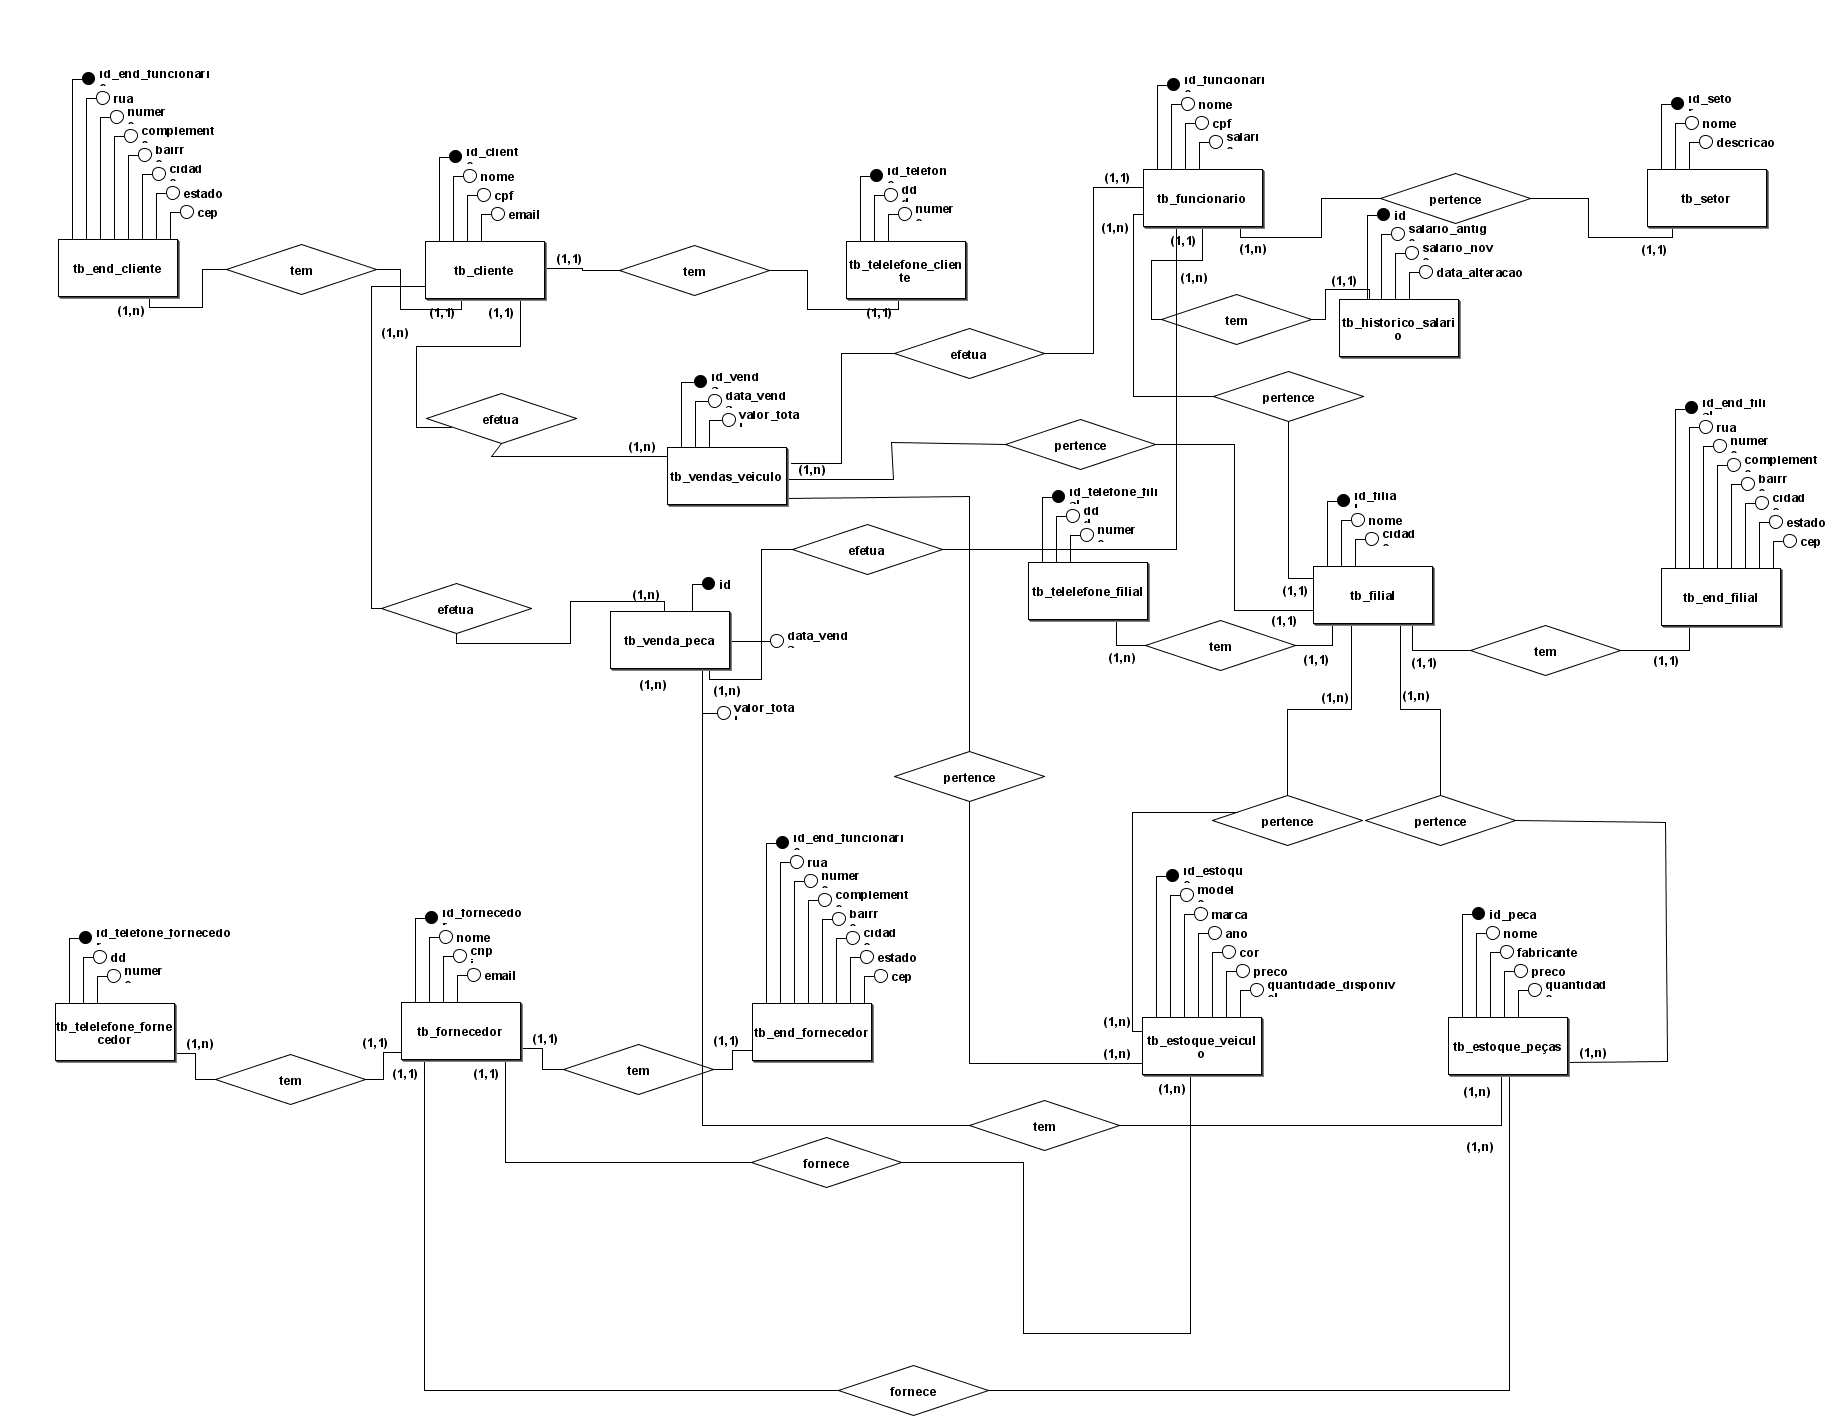 id_end_funcionari
rua
numer
complement
bairr
cidad
estado
cep
tb_end_cliente
(1,n)
tem
id_client
nome
cpf
email
tb_cliente
(1,1)
(1,1)
(1,1)
(1,n)
tem
id_telefon
dd
numer
tb_telelefone_clien
te
(1,1)
id_funcionari
nome
cpf
salari
tb_funcionario
(1,1)
(1,n)
(1,1)
(1,n)
(1,n)
pertence
id_seto
nome
descricao
tb_setor
(1,1)
id
salario_antig
salario_nov
data_alteracao
(1,1)
tb_historico_salari
o
tem
efetua
efetua
id_vend
data_vend
valor_tota
(1,n)
tb_vendas_veiculo
(1,n)
pertence
pertence
id_end_fili
rua
numer
complement
bairr
cidad
estado
cep
tb_end_filial
(1,1)
id_telefone_fili
dd
numer
tb_telelefone_filial
(1,n)
tem
(1,1)
id_filia
nome
cidad
tb_filial
(1,1)
(1,1)
(1,1)
tem
(1,n)
(1,n)
efetua
efetua
(1,n)
id
tb_venda_peca
data_vend
(1,n)
(1,n)
valor_tota
pertence
pertence
pertence
id_telefone_fornecedo
dd
numer
tb_telelefone_forne
cedor
(1,n)
tem
(1,1)
id_fornecedo
nome
cnp
email
tb_fornecedor
(1,1)
(1,1)
(1,1)
tem
(1,1)
id_end_funcionari
rua
numer
complement
bairr
cidad
estado
cep
tb_end_fornecedor
id_estoqu
model
marca
ano
cor
preco
quantidade_disponiv
(1,n)
(1,n)
tb_estoque_veicul
o
(1,n)
id_peca
nome
fabricante
preco
quantidad
tb_estoque_peças
(1,n)
(1,n)
(1,n)
tem
fornece
fornece